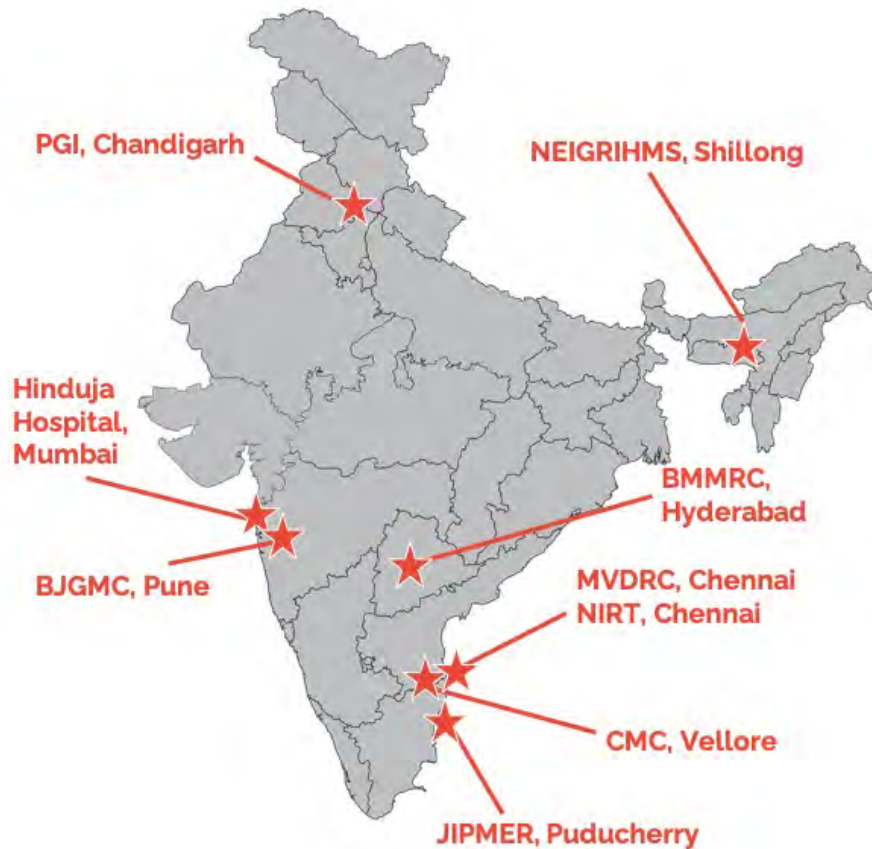 PGI, Chandigarh
NEIGRIHMS, Shillong
Hinduja
Hospital,
Mumbai
BMMRC,
Hyderabad
BJGMC, Pune
MVDRC, Chennai
NIRT, Chennai
CMC, Vellore
JIPMER, Puducherry